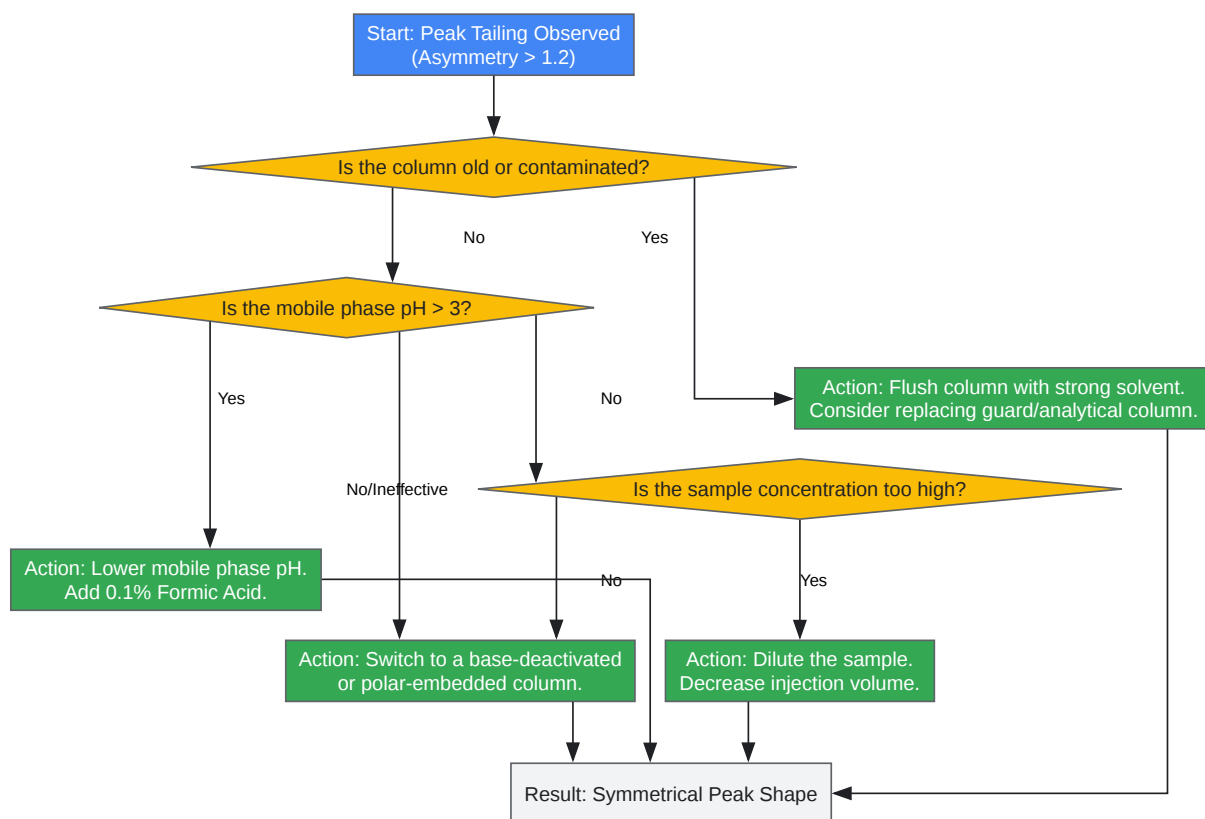 Start: Peak Tailing Observed
(Asymmetry > 1.2)
Is the column old or contaminated?
No
Yes
Is the mobile phase pH > 3?
Yes
No
Action: Flush column with strong solvent.
Consider replacing guard/analytical column.
No/Ineffective
Is the sample concentration too high?
Action: Lower mobile phase pH.
Add 0.1% Formic Acid.
No
Yes
Action: Switch to a base-deactivated
or polar-embedded column.
Action: Dilute the sample.
Decrease injection volume.
Result: Symmetrical Peak Shape